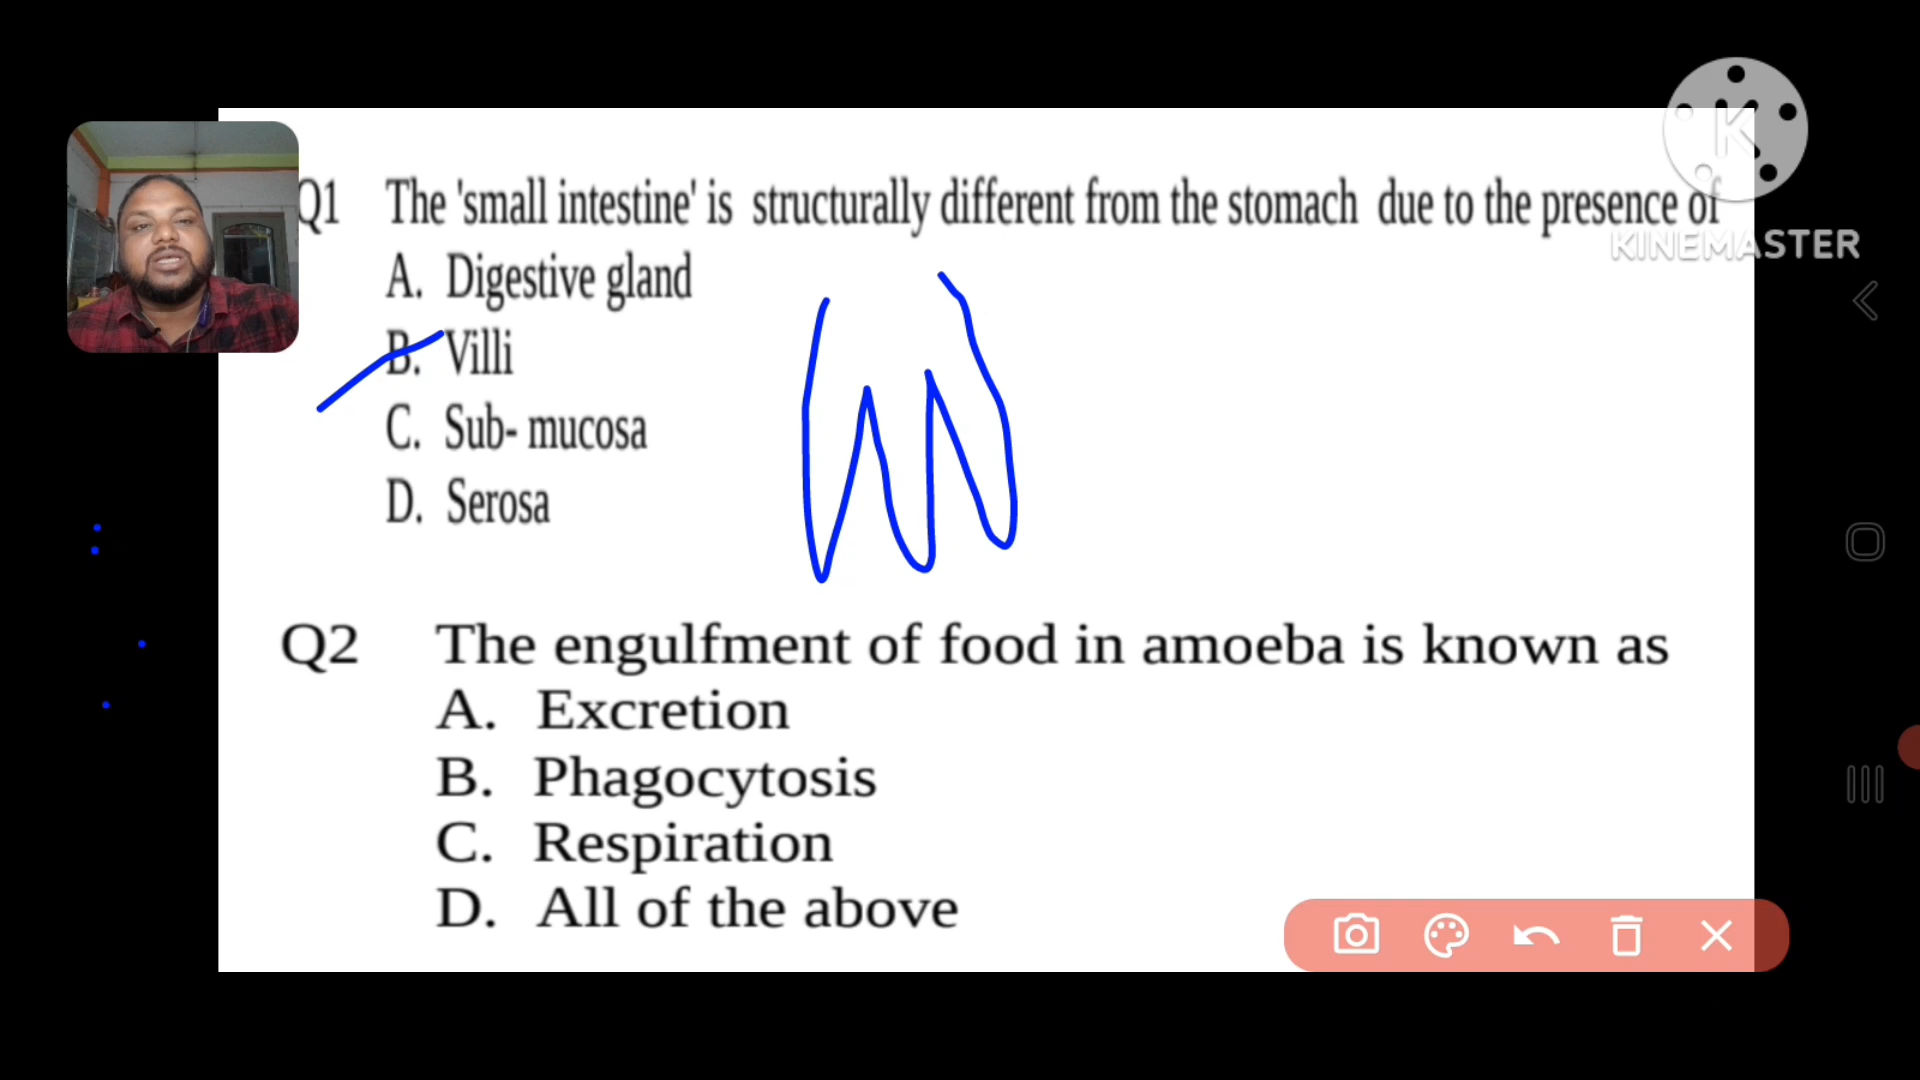 Q1 The 'small intestine' is structurally different from the stomach due to the presence of
A. Digestive gland
B. Villi
C. Sub- mucosa
D. Serosa
Q2 The engulfment of food in amoeba is known as
A. Excretion
B. Phagocytosis
C. Respiration
D. All of the above
K
KINEMASTER